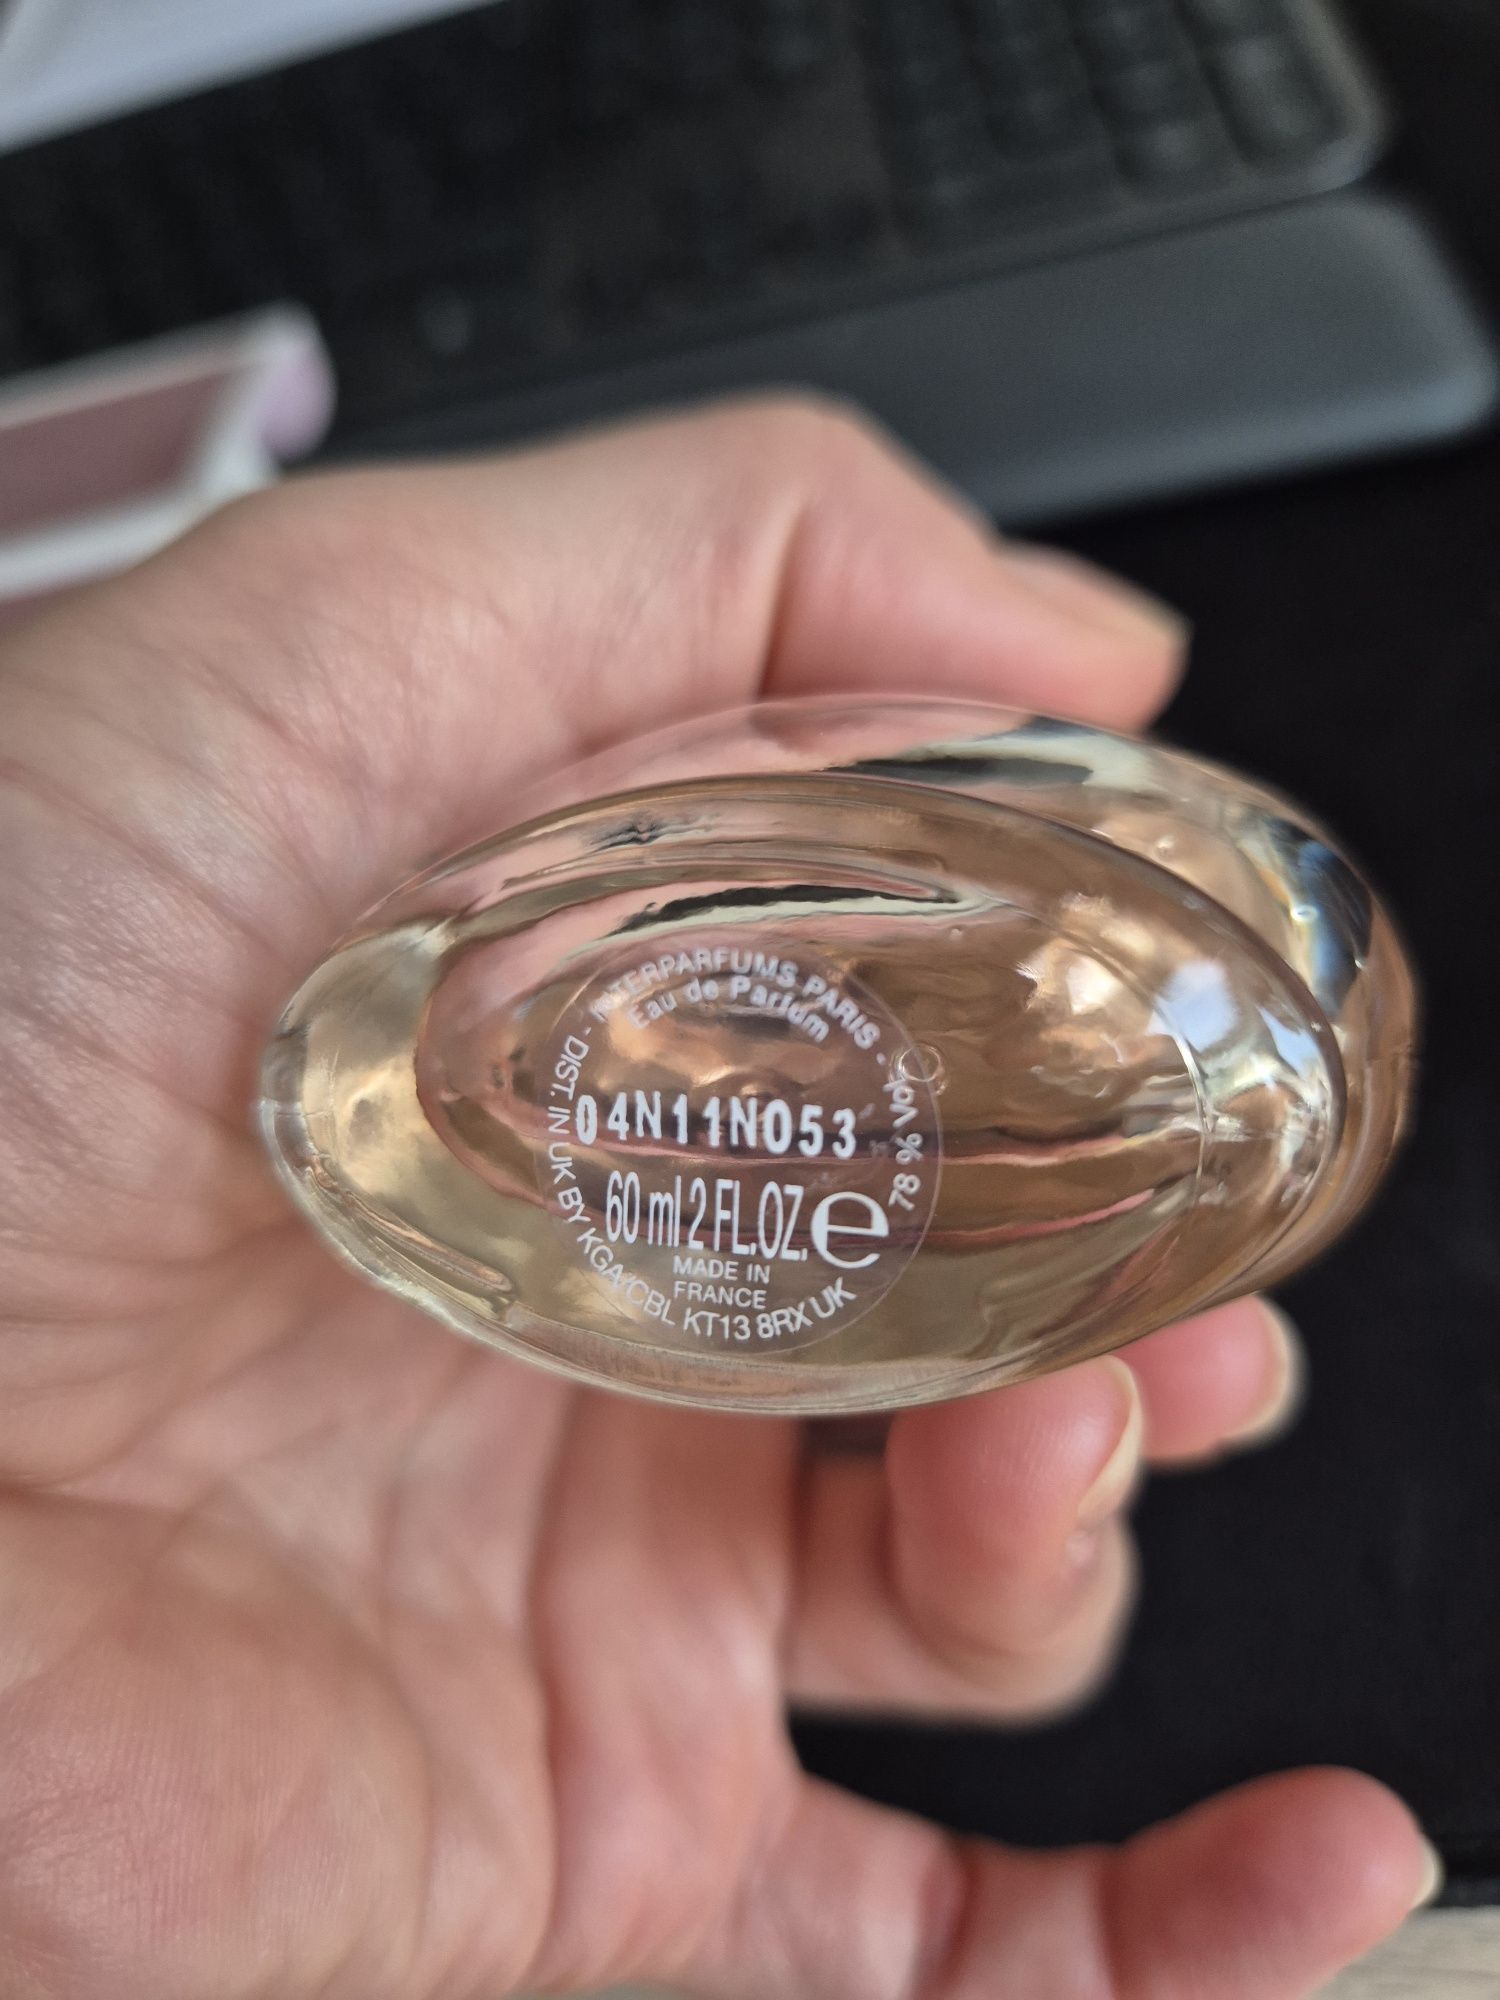 - INTERPARFUMS PARIS -
Eau de Parfum
04N11N053
60 ml 2 FL.OZ. e
MADE IN
FRANCE
78 % Vol
DIST. IN UK BY KGA/CBL KT13 8RX UK